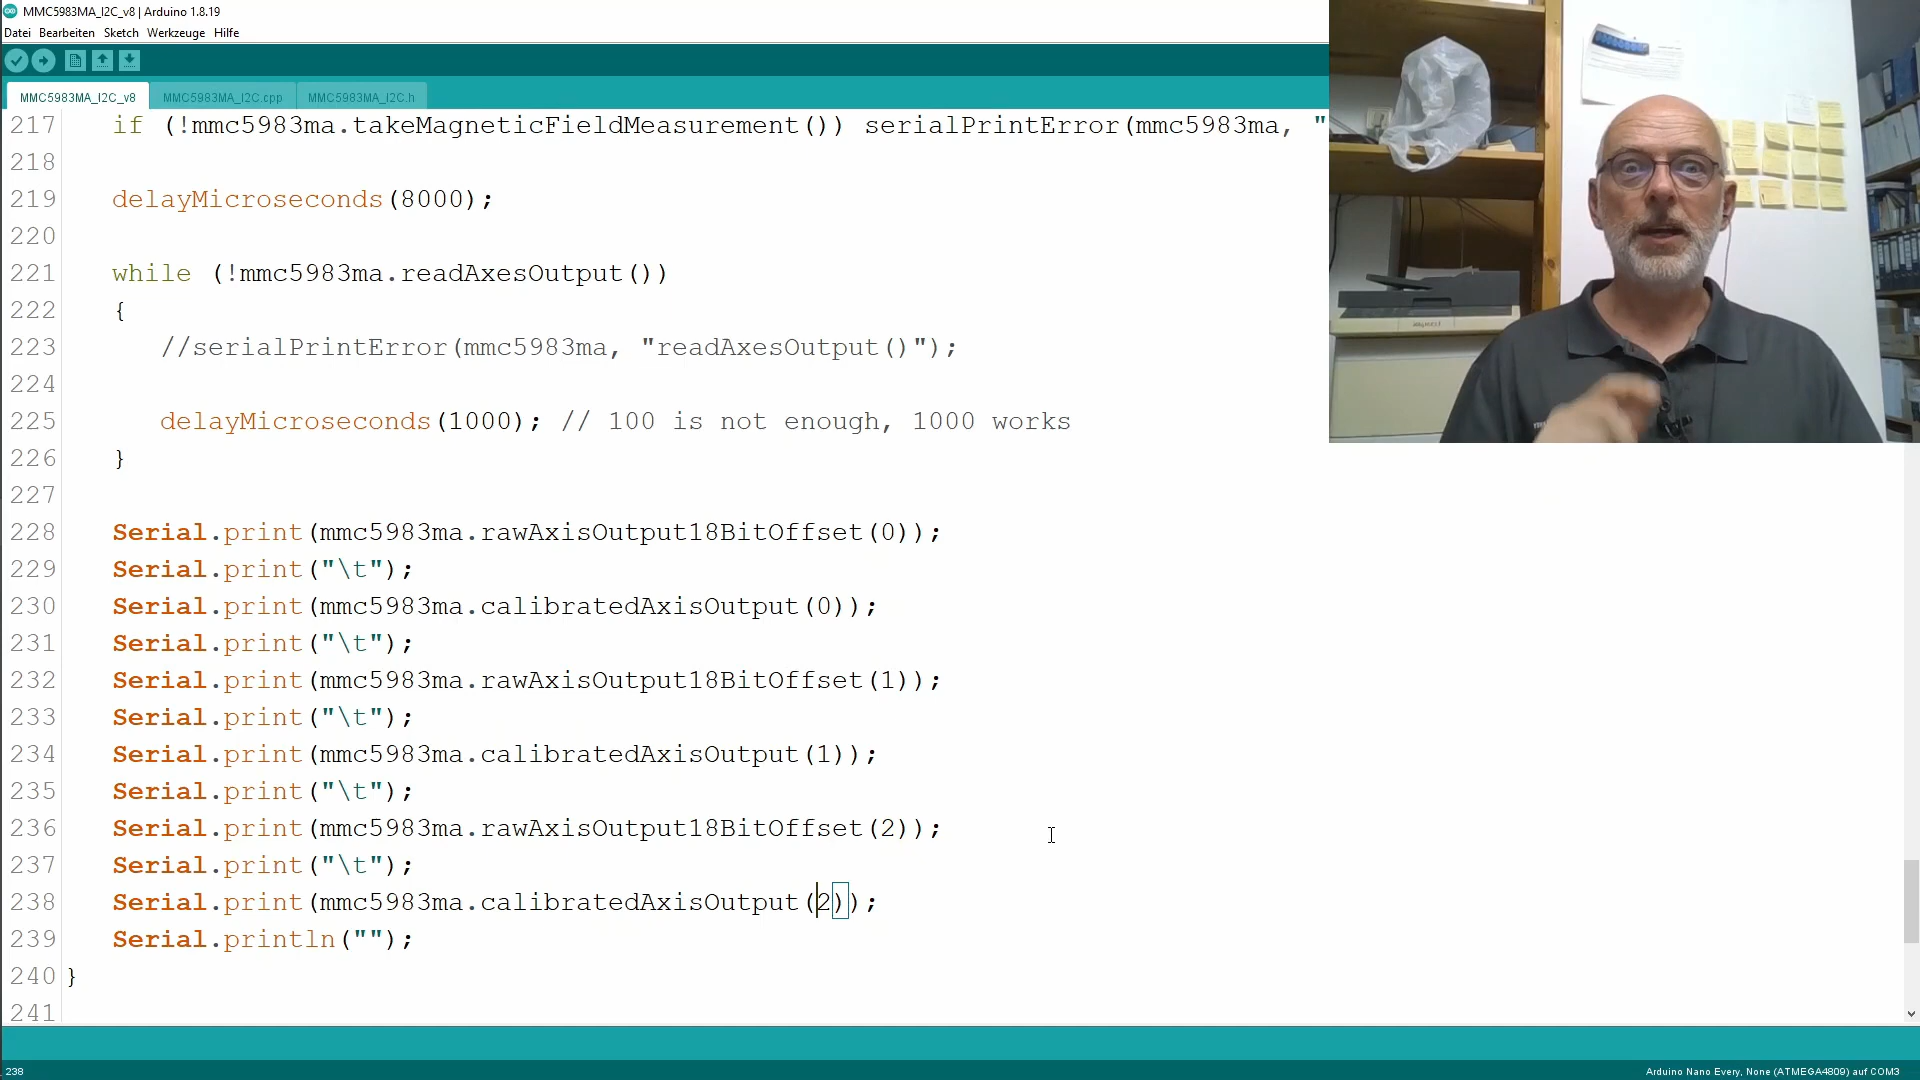 MMC5983MA_I2C_v8 | Arduino 1.8.19
Datei Bearbeiten Sketch Werkzeuge Hilfe
MMC5983MA_I2C_v8 MMC5983MA_I2C.cpp MMC5983MA_I2C.h
217 if (!mmc5983ma.takeMagneticFieldMeasurement()) serialPrintError(mmc5983ma, "
218
219 delayMicroseconds(8000);
220
221 while (!mmc5983ma.readAxesOutput())
222 {
223 //serialPrintError(mmc5983ma, "readAxesOutput()");
224
225 delayMicroseconds(1000); // 100 is not enough, 1000 works
226 }
227
228 Serial.print(mmc5983ma.rawAxisOutput18BitOffset(0));
229 Serial.print("\t");
230 Serial.print(mmc5983ma.calibratedAxisOutput(0));
231 Serial.print("\t");
232 Serial.print(mmc5983ma.rawAxisOutput18BitOffset(1));
233 Serial.print("\t");
234 Serial.print(mmc5983ma.calibratedAxisOutput(1));
235 Serial.print("\t");
236 Serial.print(mmc5983ma.rawAxisOutput18BitOffset(2));
237 Serial.print("\t");
238 Serial.print(mmc5983ma.calibratedAxisOutput(2));
239 Serial.println("");
240 }
241
238
Arduino Nano Every, None (ATMEGA4809) auf COM3